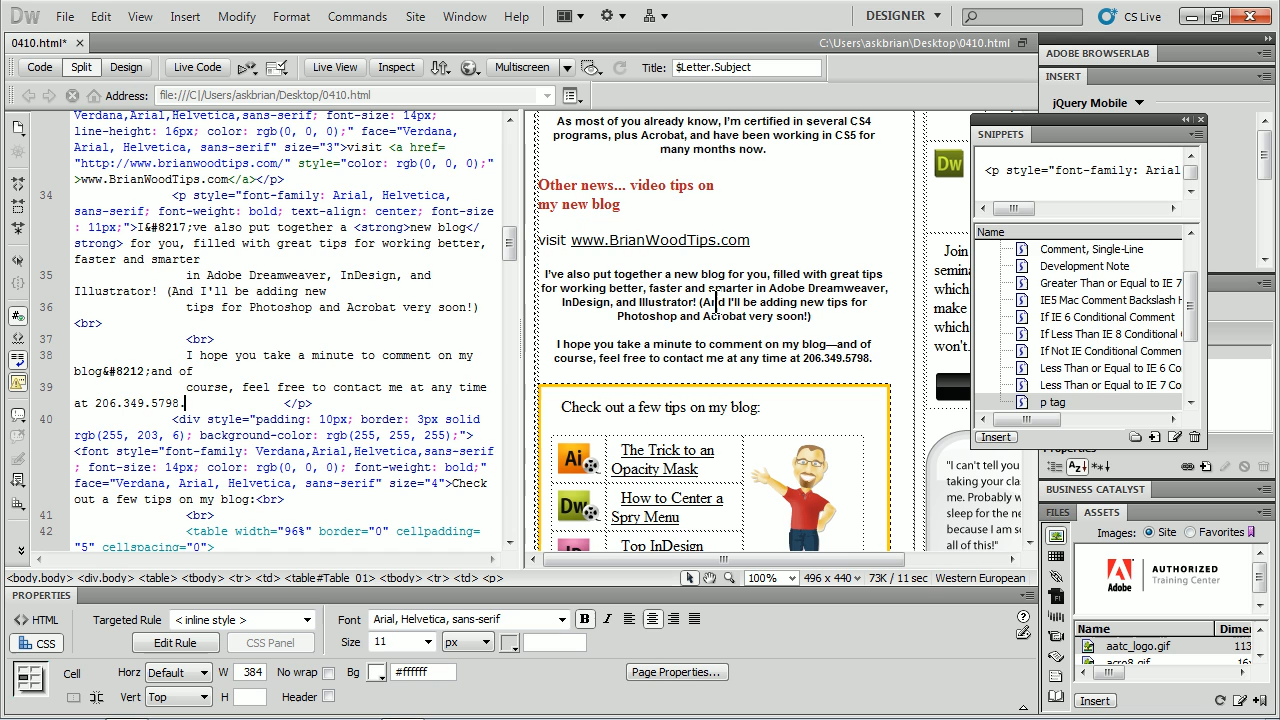 Dw File Edit View Insert Modify Format Commands Site Window Help DESIGNER CS Live
0410.html* C:\Users\askbrian\Desktop\0410.html
Code Split Design Live Code Live View Inspect Multiscreen Title: $Letter.Subject
Address: file:///C|/Users/askbrian/Desktop/0410.html
Verdana,Arial,Helvetica,sans-serif; font-size: 14px;
line-height: 16px; color: rgb(0, 0, 0);" face="Verdana,
Arial, Helvetica, sans-serif" size="3">visit <a href=
"http://www.brianwoodtips.com/" style="color: rgb(0, 0, 0);"
>www.BrianWoodTips.com</a></p>
34 <p style="font-family: Arial, Helvetica,
sans-serif; font-weight: bold; text-align: center; font-size
: 11px;">I&#8217;ve also put together a <strong>new blog</
strong> for you, filled with great tips for working better,
faster and smarter
35 in Adobe Dreamweaver, InDesign, and
Illustrator! (And I'll be adding new
36 tips for Photoshop and Acrobat very soon!)
<br>
37 <br>
38 I hope you take a minute to comment on my
blog&#8212;and of
39 course, feel free to contact me at any time
at 206.349.5798. </p>
40 <div style="padding: 10px; border: 3px solid
rgb(255, 203, 6); background-color: rgb(255, 255, 255);">
<font style="font-family: Verdana,Arial,Helvetica,sans-serif
; font-size: 14px; color: rgb(0, 0, 0); font-weight: bold;"
face="Verdana, Arial, Helvetica, sans-serif" size="4">Check
out a few tips on my blog:<br>
41 <br>
42 <table width="96%" border="0" cellpadding=
"5" cellspacing="0">
As most of you already know, I'm certified in several CS4
programs, plus Acrobat, and have been working in CS5 for
many months now.
Other news... video tips on
my new blog
visit www.BrianWoodTips.com
I've also put together a new blog for you, filled with great tips
for working better, faster and smarter in Adobe Dreamweaver,
InDesign, and Illustrator! (And I'll be adding new tips for
Photoshop and Acrobat very soon!)
I hope you take a minute to comment on my blog—and of
course, feel free to contact me at any time at 206.349.5798.
Check out a few tips on my blog:
Ai The Trick to an
Opacity Mask
Dw How to Center a
Spry Menu
Top InDesign
Dw
Join
semina
which
make
which
won't.
"I can't tell you
taking your clas
me. Probably w
sleep for the ne
because I am so
all of this!"
ADOBE BROWSERLAB
INSERT
jQuery Mobile
SNIPPETS
<p style="font-family: Arial
Name
Comment, Single-Line
Development Note
Greater Than or Equal to IE 7
IE5 Mac Comment Backslash H
If IE 6 Conditional Comment
If Less Than IE 8 Conditional C
If Not IE Conditional Commen
Less Than or Equal to IE 6 Co
Less Than or Equal to IE 7 Co
p tag
Insert
Properties
BUSINESS CATALYST
FILES ASSETS
Images: Site Favorites
Adobe AUTHORIZED
Training Center
Name Dimer
aatc_logo.gif 113
acro8.gif 16x
Insert
<body.body> <div.body> <table> <tbody> <tr> <td> <table#Table_01> <tbody> <tr> <td> <p> 100% 496 x 440 73K / 11 sec Western European
PROPERTIES
HTML Targeted Rule < inline style > Font Arial, Helvetica, sans-serif B I
CSS Edit Rule CSS Panel Size 11 px
Cell Horz Default W 384 No wrap Bg #ffffff Page Properties...
Vert Top H Header